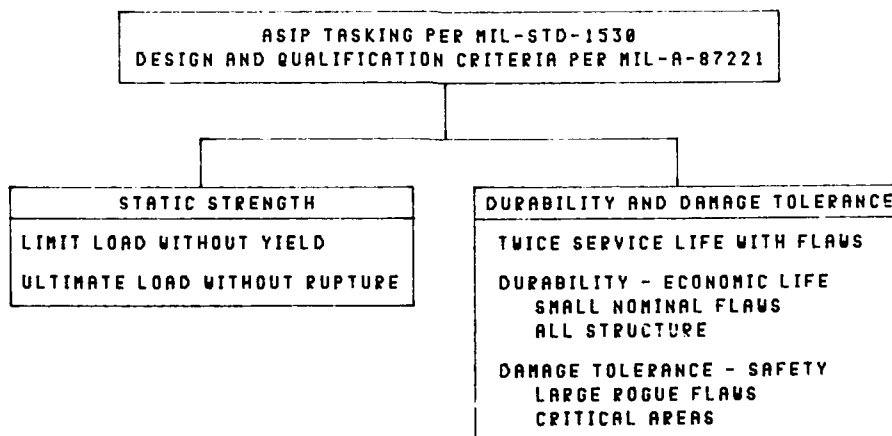 ASIP TASKING PER MIL-STD-1530
DESIGN AND QUALIFICATION CRITERIA PER MIL-A-87221
STATIC STRENGTH
LIMIT LOAD WITHOUT YIELD
ULTIMATE LOAD WITHOUT RUPTURE
DURABILITY AND DAMAGE TOLERANCE
TWICE SERVICE LIFE WITH FLAWS
DURABILITY - ECONOMIC LIFE
SMALL NOMINAL FLAWS
ALL STRUCTURE
DAMAGE TOLERANCE - SAFETY
LARGE ROGUE FLAWS
CRITICAL AREAS